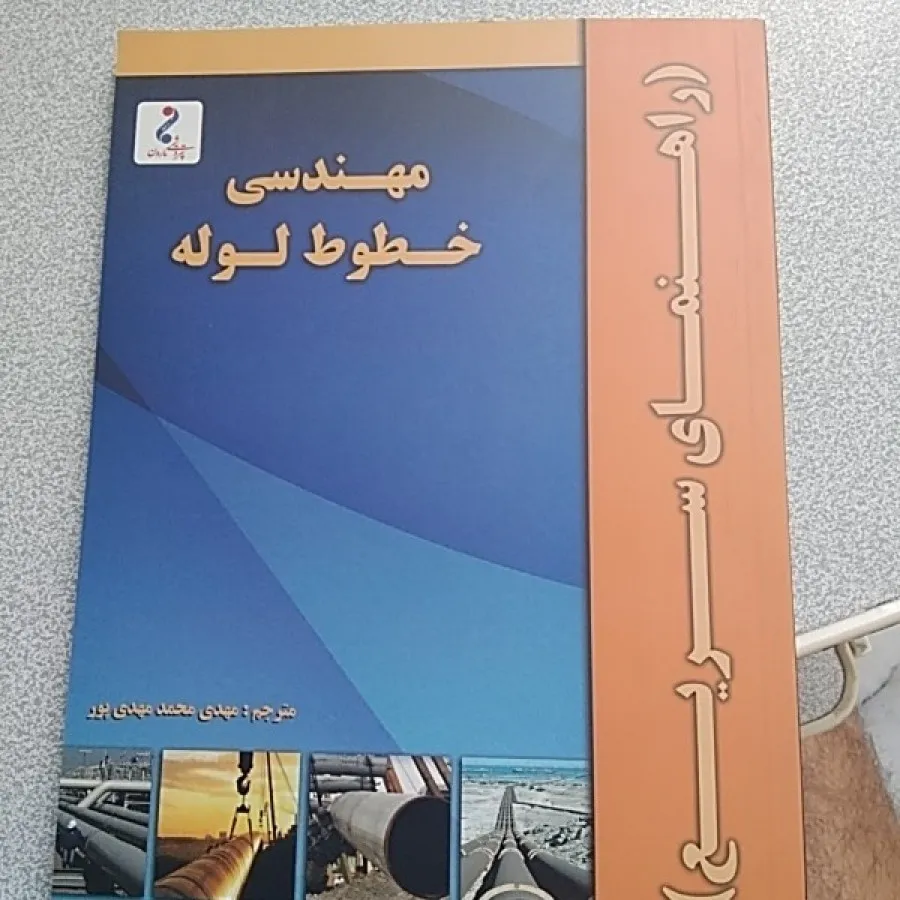 مهندسی
خطوط لوله
(راهنمای سریع)
مترجم : مهدی محمد مهدی پور